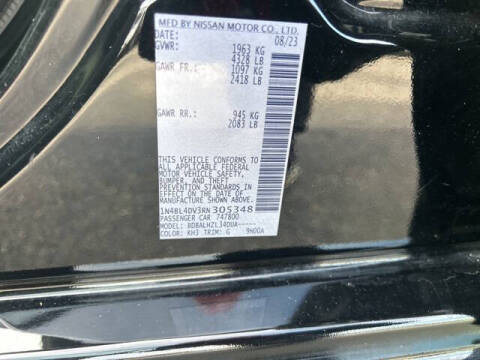 MFD BY NISSAN MOTOR CO., LTD.
DATE: 08/23
GVWR: 1963 KG
4328 LB
GAWR FR.: 1097 KG
2418 LB
GAWR RR.: 945 KG
2083 LB
THIS VEHICLE CONFORMS TO
ALL APPLICABLE FEDERAL
MOTOR VEHICLE SAFETY,
BUMPER, AND THEFT
PREVENTION STANDARDS
IN EFFECT ON THE DATE OF
MANUFACTURE SHOWN ABOVE.
1N4BL4DV3RN305348
PASSENGER CAR 747800
MODEL: BDBALHZL34DUA-----
COLOR: KH3 TRIM: G 9H00A